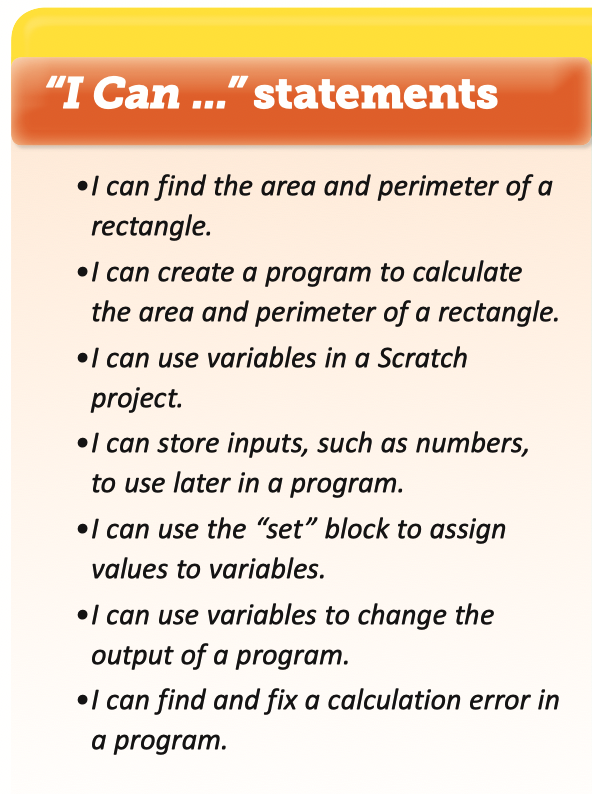 “I Can ...” statements
•I can find the area and perimeter of a
rectangle.
•I can create a program to calculate
the area and perimeter of a rectangle.
•I can use variables in a Scratch
project.
•I can store inputs, such as numbers,
to use later in a program.
•I can use the “set” block to assign
values to variables.
•I can use variables to change the
output of a program.
•I can find and fix a calculation error in
a program.